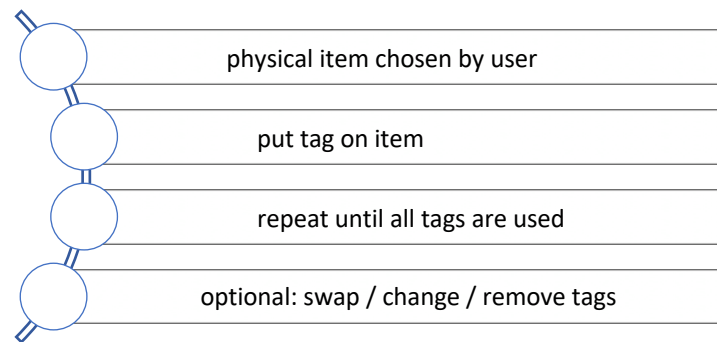 physical item chosen by user
put tag on item
repeat until all tags are used
optional: swap / change / remove tags